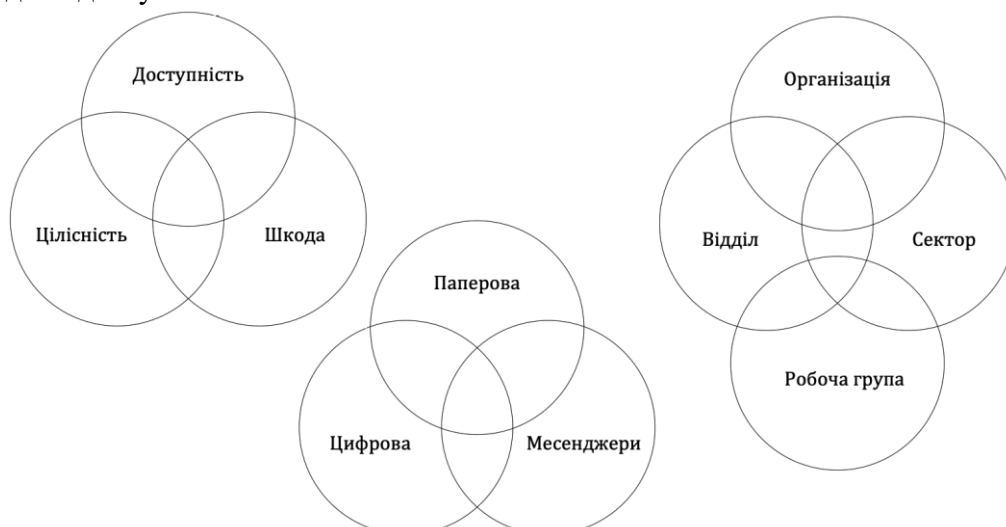 Доступність
Цілісність
Шкода
Паперова
Цифрова
Месенджери
Організація
Відділ
Сектор
Робоча група